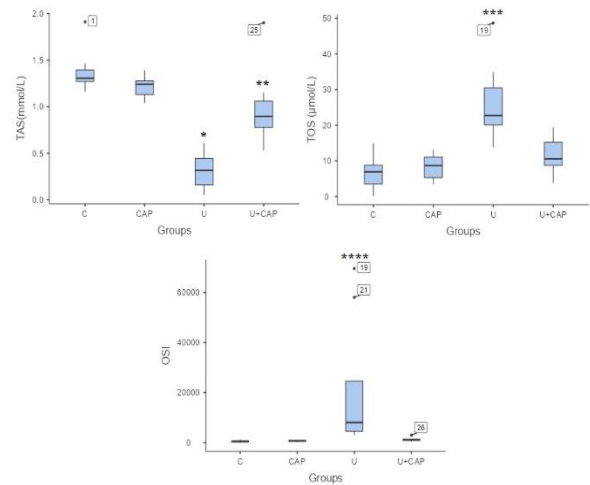 2.0
1
25
1.5
**
1.0
*
0.5
0.0
TAS(mmol/L)
C CAP U U+CAP
Groups
***
50
19
40
30
20
10
0
TOS (µmol/L)
C CAP U U+CAP
Groups
****
19
60000
21
40000
20000
26
0
OSI
C CAP U U+CAP
Groups